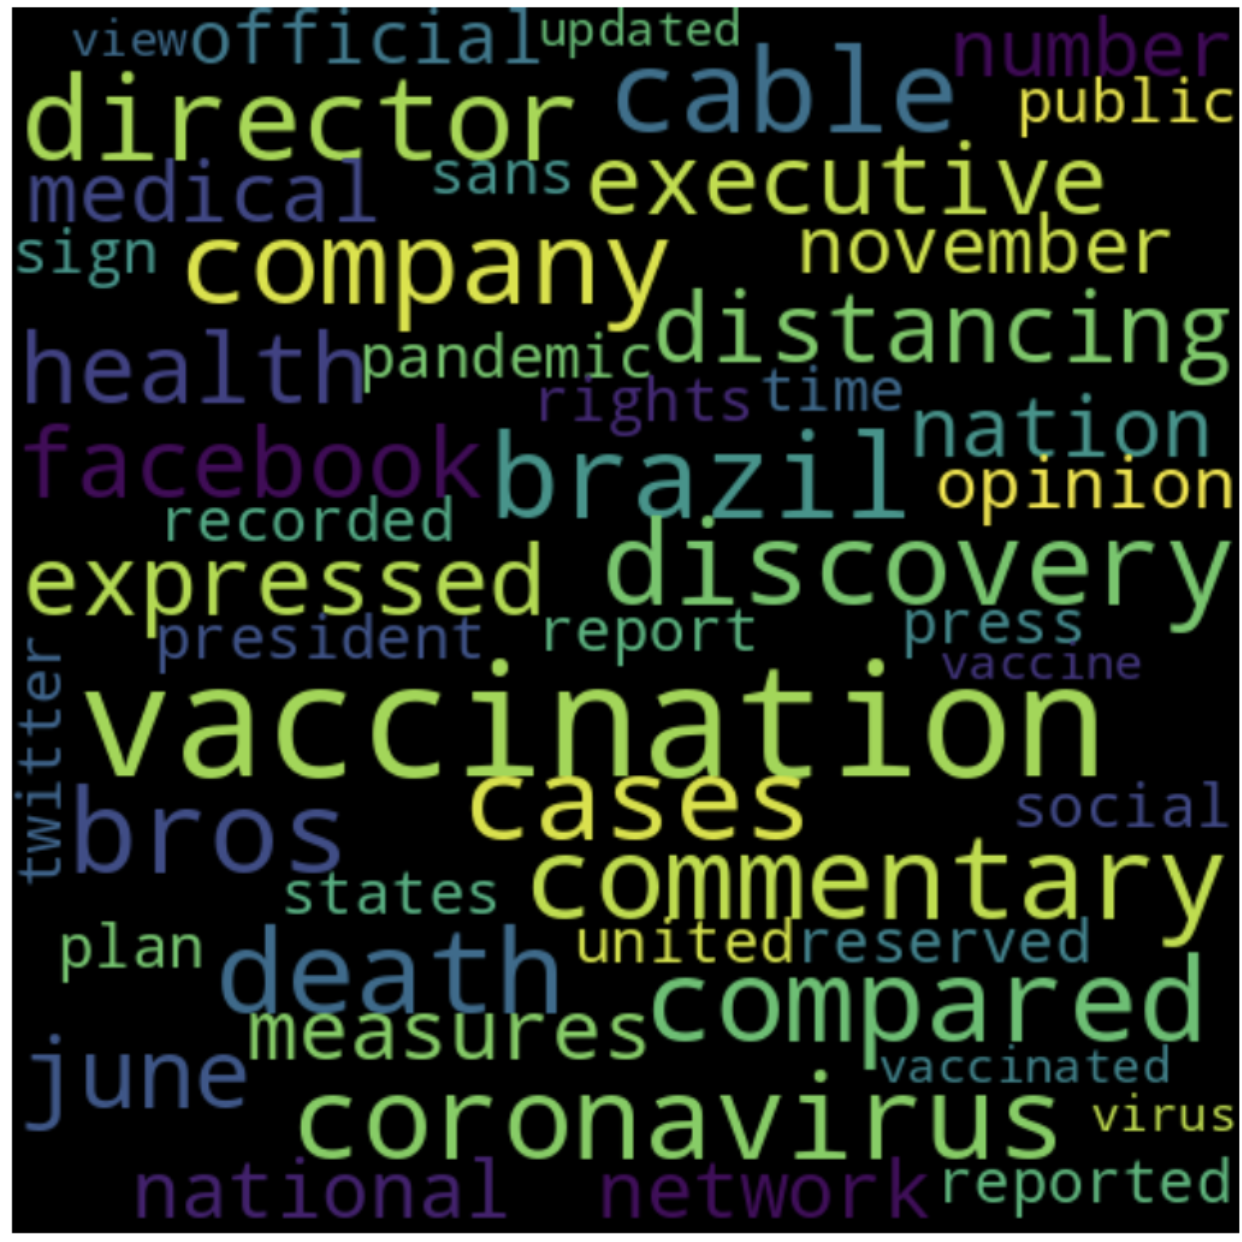 view official updated number
director cable public
medical sans executive
sign company november
health pandemic distancing
rights time nation
facebook brazil opinion
recorded
expressed discovery
president report press
vaccine
twitter vaccination
bros cases social
states commentary
plan death united reserved
measures compared
june vaccinated
coronavirus virus
national network reported